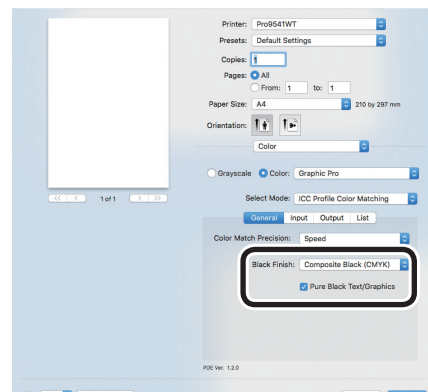 Printer: Pro9541WT
Presets: Default Settings
Copies: 1
Pages: All
From: 1 to: 1
Paper Size: A4 210 by 297 mm
Orientation:
Color
Grayscale Color: Graphic Pro
<< < 1 of 1 > >>
Select Mode: ICC Profile Color Matching
General Input Output List
Color Match Precision: Speed
Black Finish: Composite Black (CMYK)
Pure Black Text/Graphics
PDE Ver. 1.2.0